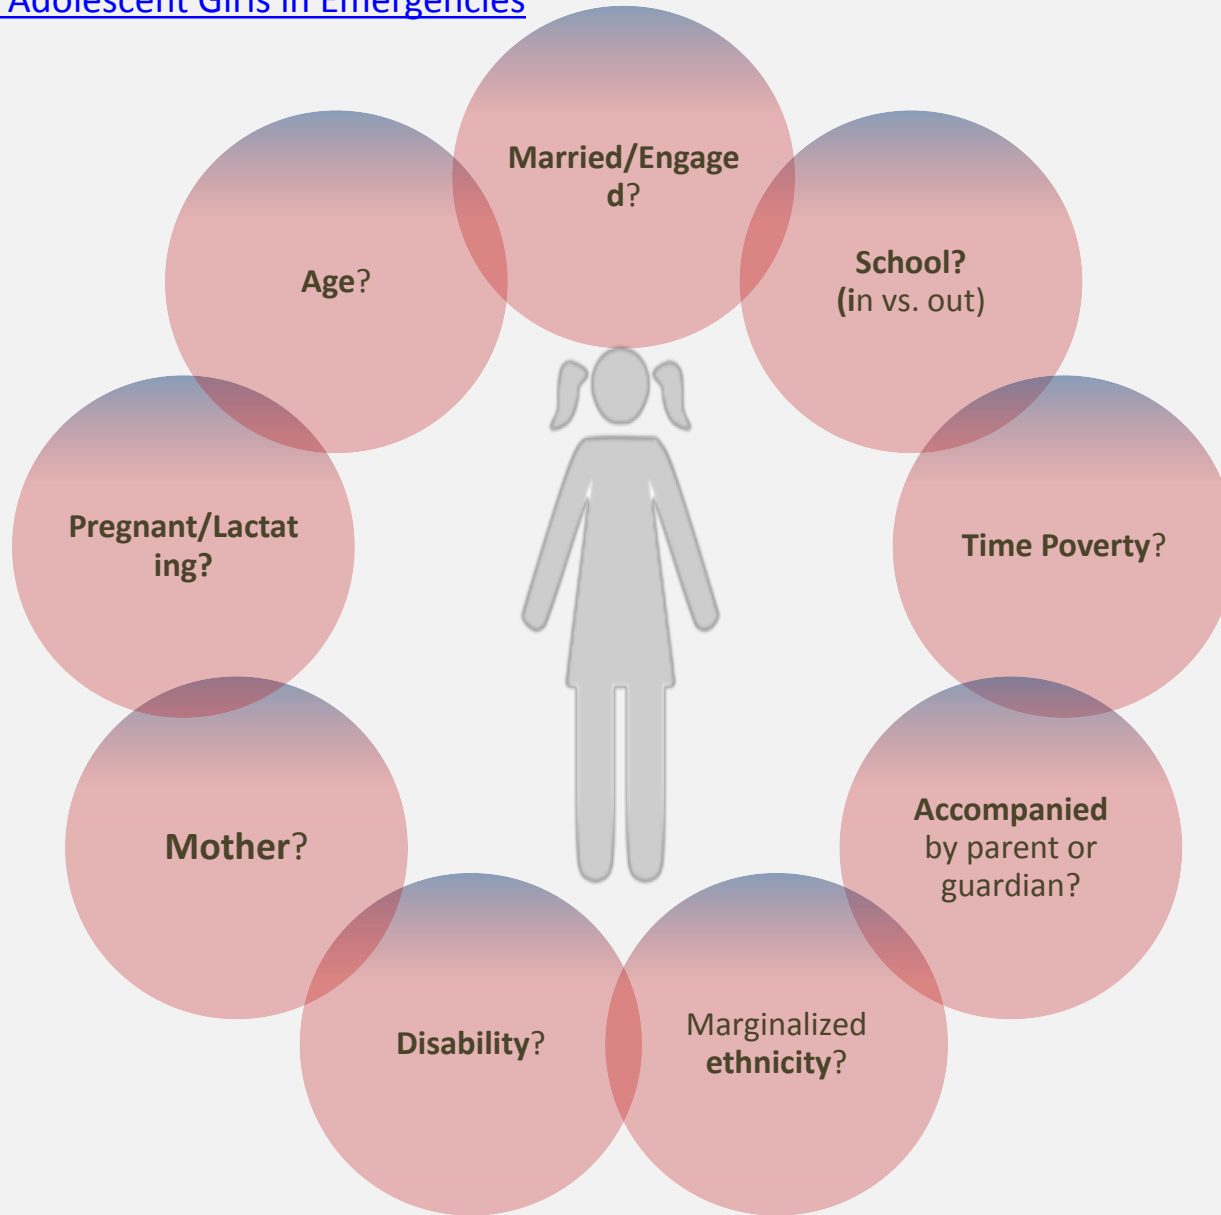 Adolescent Girls in Emergencies
Married/Engage
d?
School?
(in vs. out)
Age?
Time Poverty?
Pregnant/Lactat
ing?
Accompanied
by parent or
guardian?
Mother?
Marginalized
ethnicity?
Disability?